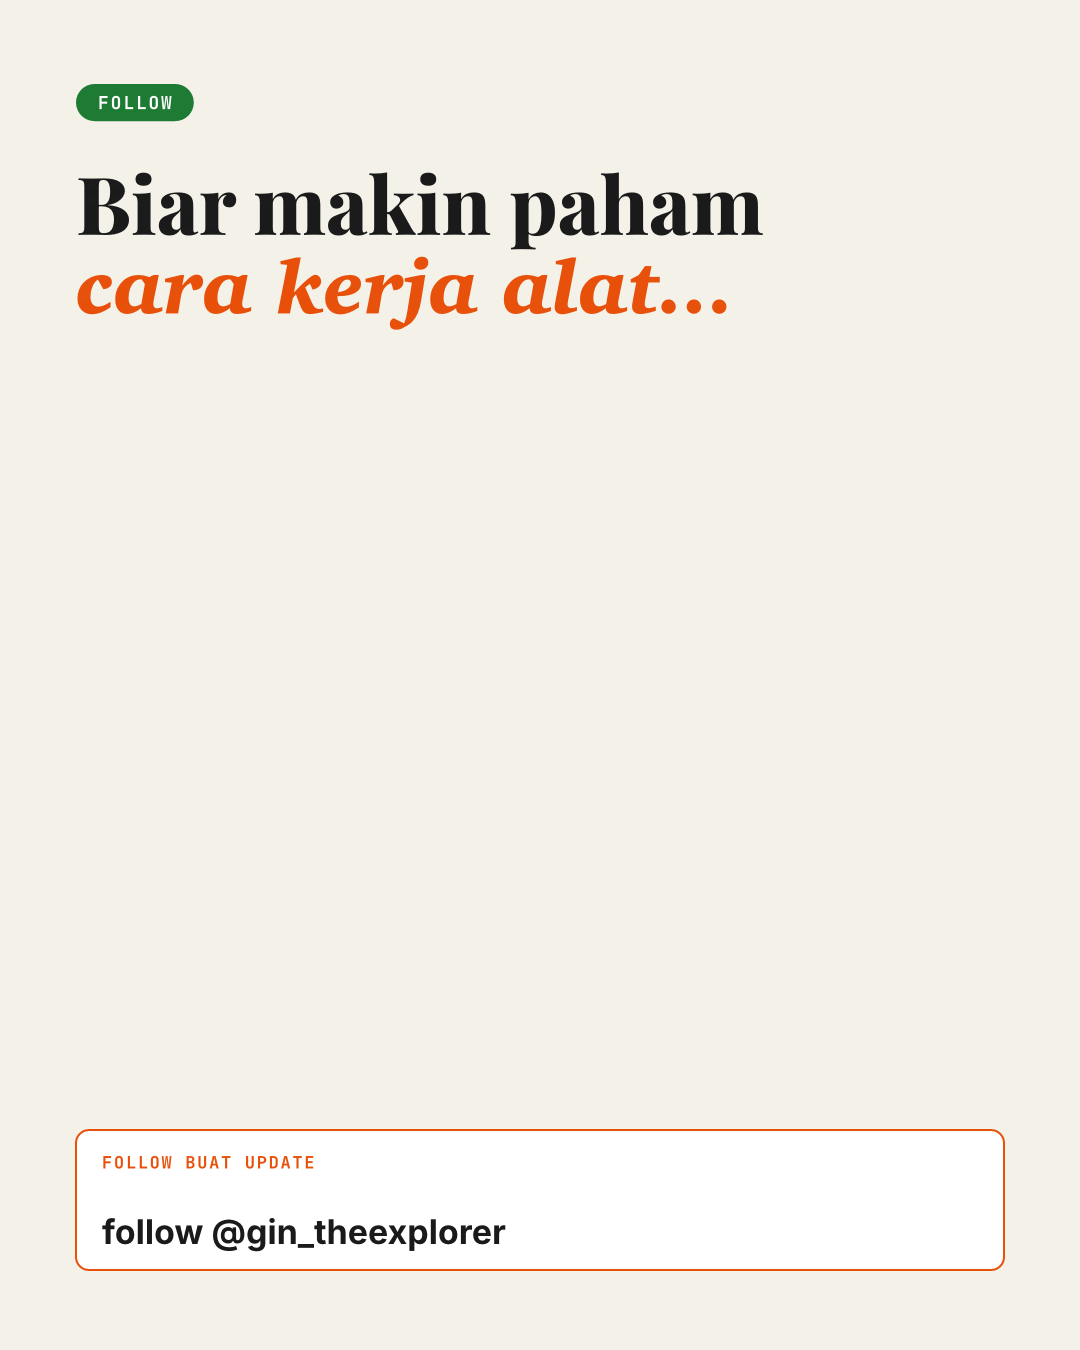 FOLLOW
Biar makin paham
cara kerja alat...
FOLLOW BUAT UPDATE
follow @gin_theexplorer